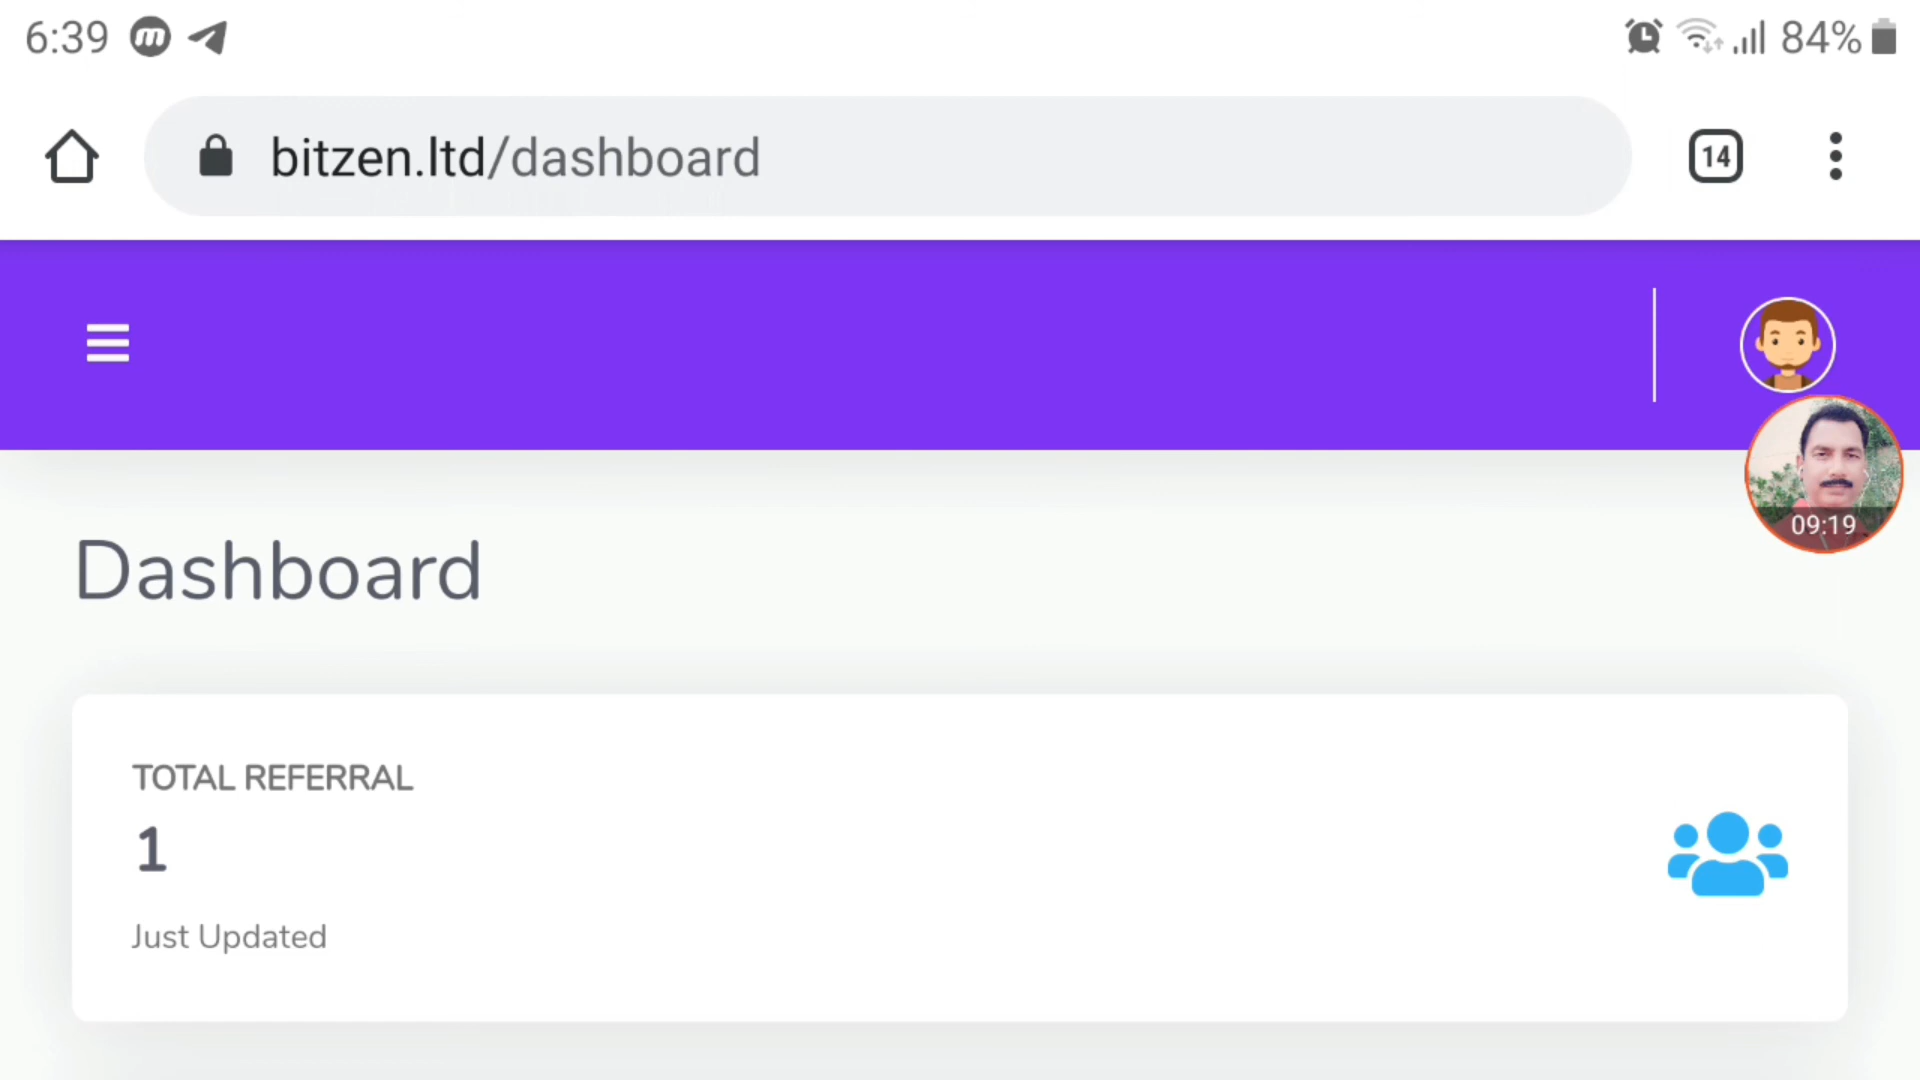 6:39 m 84%
bitzen.ltd/dashboard 14
09:19
Dashboard
TOTAL REFERRAL
1
Just Updated